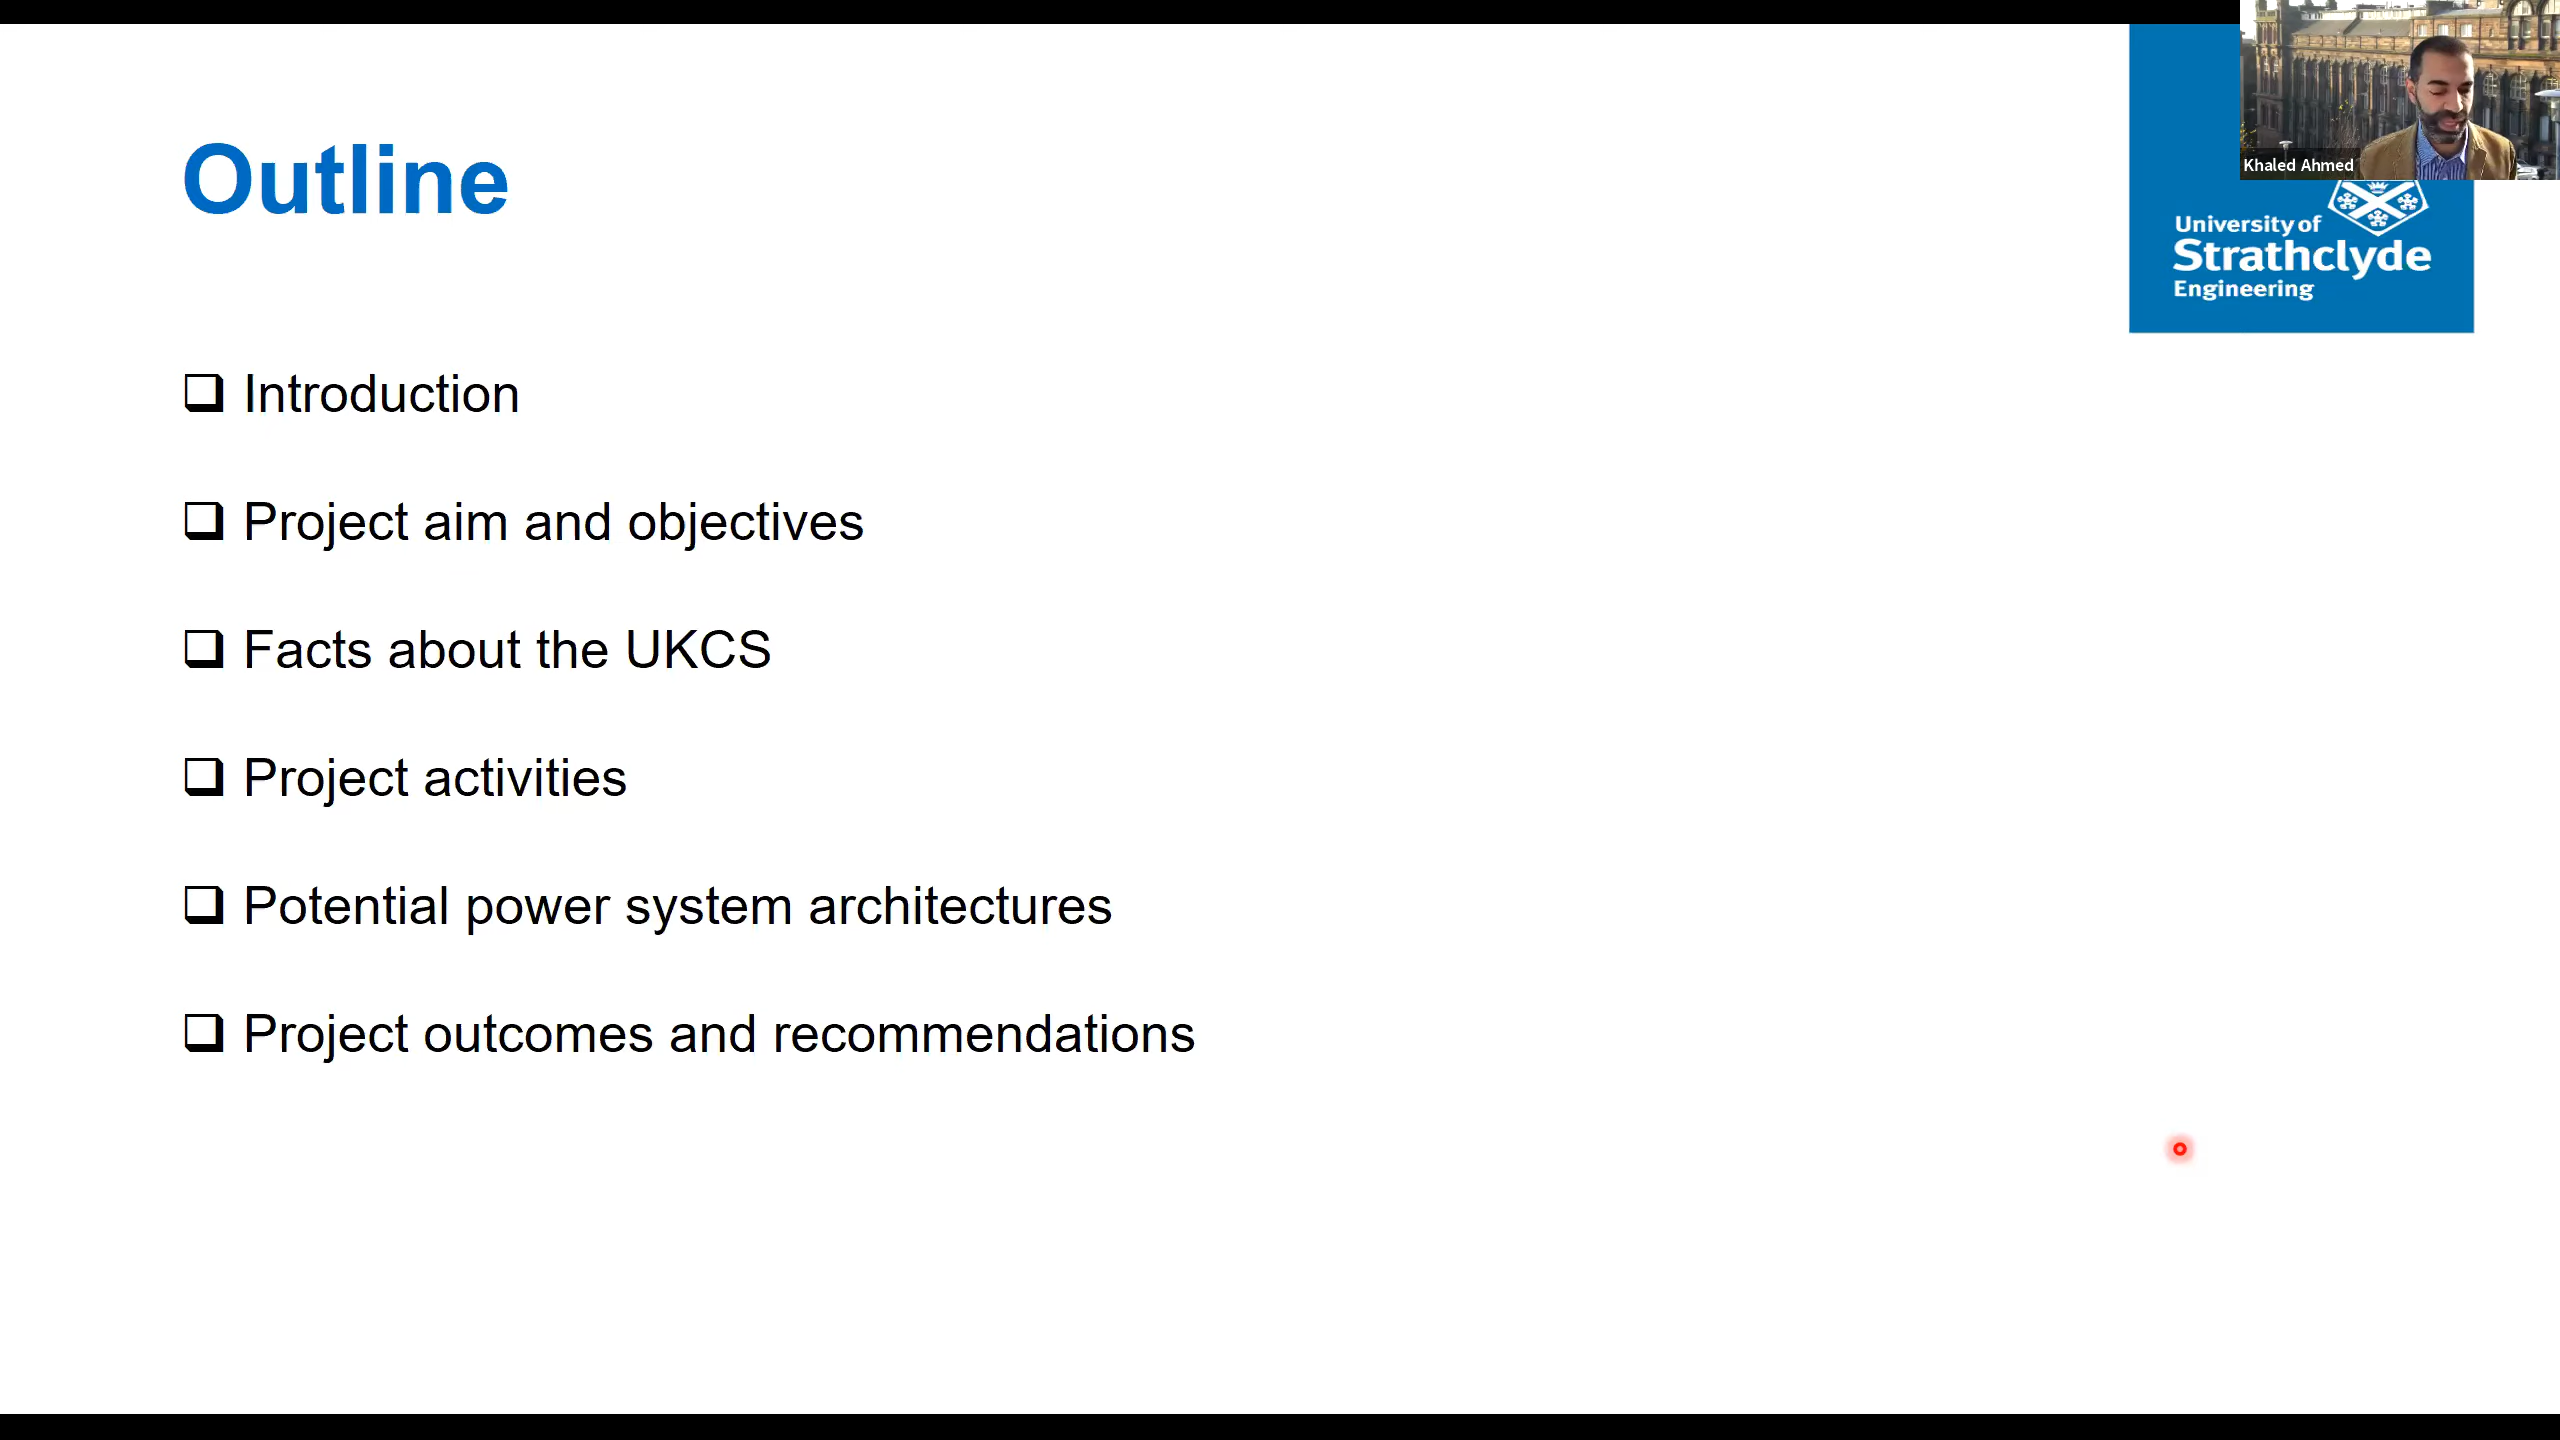 Outline
Khaled Ahmed
University of
Strathclyde
Engineering
Introduction
Project aim and objectives
Facts about the UKCS
Project activities
Potential power system architectures
Project outcomes and recommendations